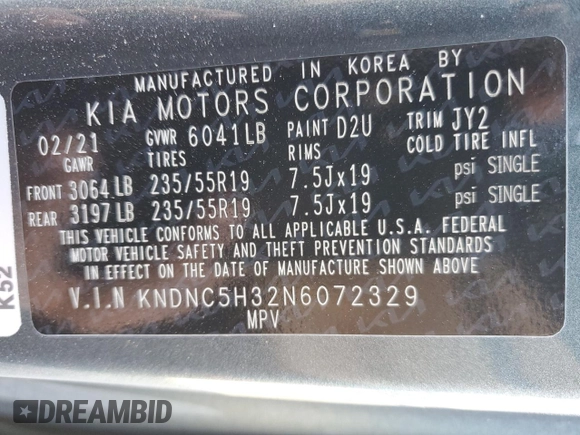 MANUFACTURED IN KOREA BY
KIA MOTORS CORPORATION
02/21 GVWR 6041LB PAINT D2U TRIM JY2
GAWR TIRES RIMS COLD TIRE INFL
FRONT 3064 LB 235/55R19 7.5Jx19 psi SINGLE
REAR 3197 LB 235/55R19 7.5Jx19 psi SINGLE
THIS VEHICLE CONFORMS TO ALL APPLICABLE U.S.A. FEDERAL
MOTOR VEHICLE SAFETY AND THEFT PREVENTION STANDARDS
IN EFFECT ON THE DATE OF MANUFACTURE SHOWN ABOVE
V.I.N KNDNC5H32N6072329
MPV
K52
DREAMBID